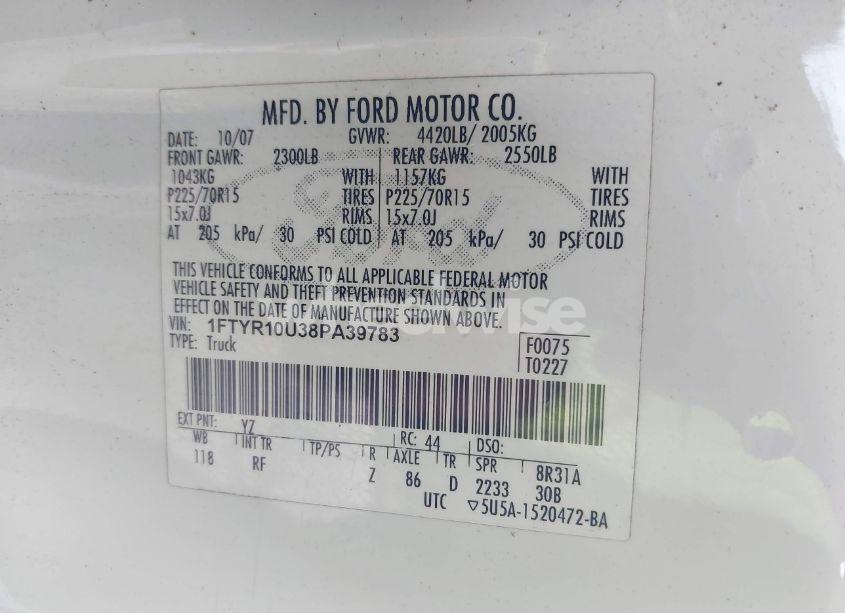 MFD. BY FORD MOTOR CO.
DATE: 10/07 GVWR: 4420LB/ 2005KG
FRONT GAWR: 2300LB REAR GAWR: 2550LB
1043KG WITH 1157KG WITH
P225/70R15 TIRES P225/70R15 TIRES
15x7.0J RIMS 15x7.0J RIMS
AT 205 kPa/ 30 PSI COLD AT 205 kPa/ 30 PSI COLD
Ford
THIS VEHICLE CONFORMS TO ALL APPLICABLE FEDERAL MOTOR
VEHICLE SAFETY AND THEFT PREVENTION STANDARDS IN
EFFECT ON THE DATE OF MANUFACTURE SHOWN ABOVE.
VIN: 1FTYR10U38PA39783
TYPE: Truck
F0075
T0227
EXT PNT: YZ RC: 44 DSO:
WB INT TR TP/PS R AXLE TR SPR 8R31A
118 RF Z 86 D 2233 30B
UTC ▽5U5A-1520472-BA